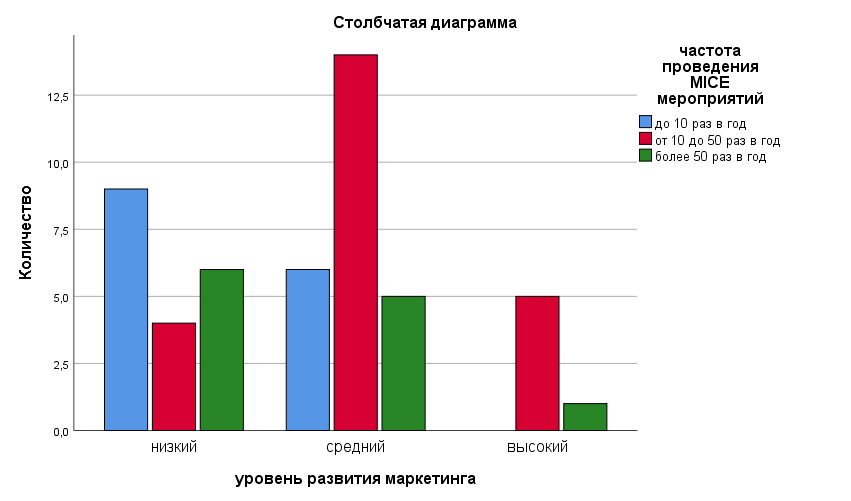 Столбчатая диаграмма
частота
проведения
MICE
мероприятий
до 10 раз в год
от 10 до 50 раз в год
более 50 раз в год
Количество
12,5
10,0
7,5
5,0
2,5
0,0
низкий
средний
высокий
уровень развития маркетинга